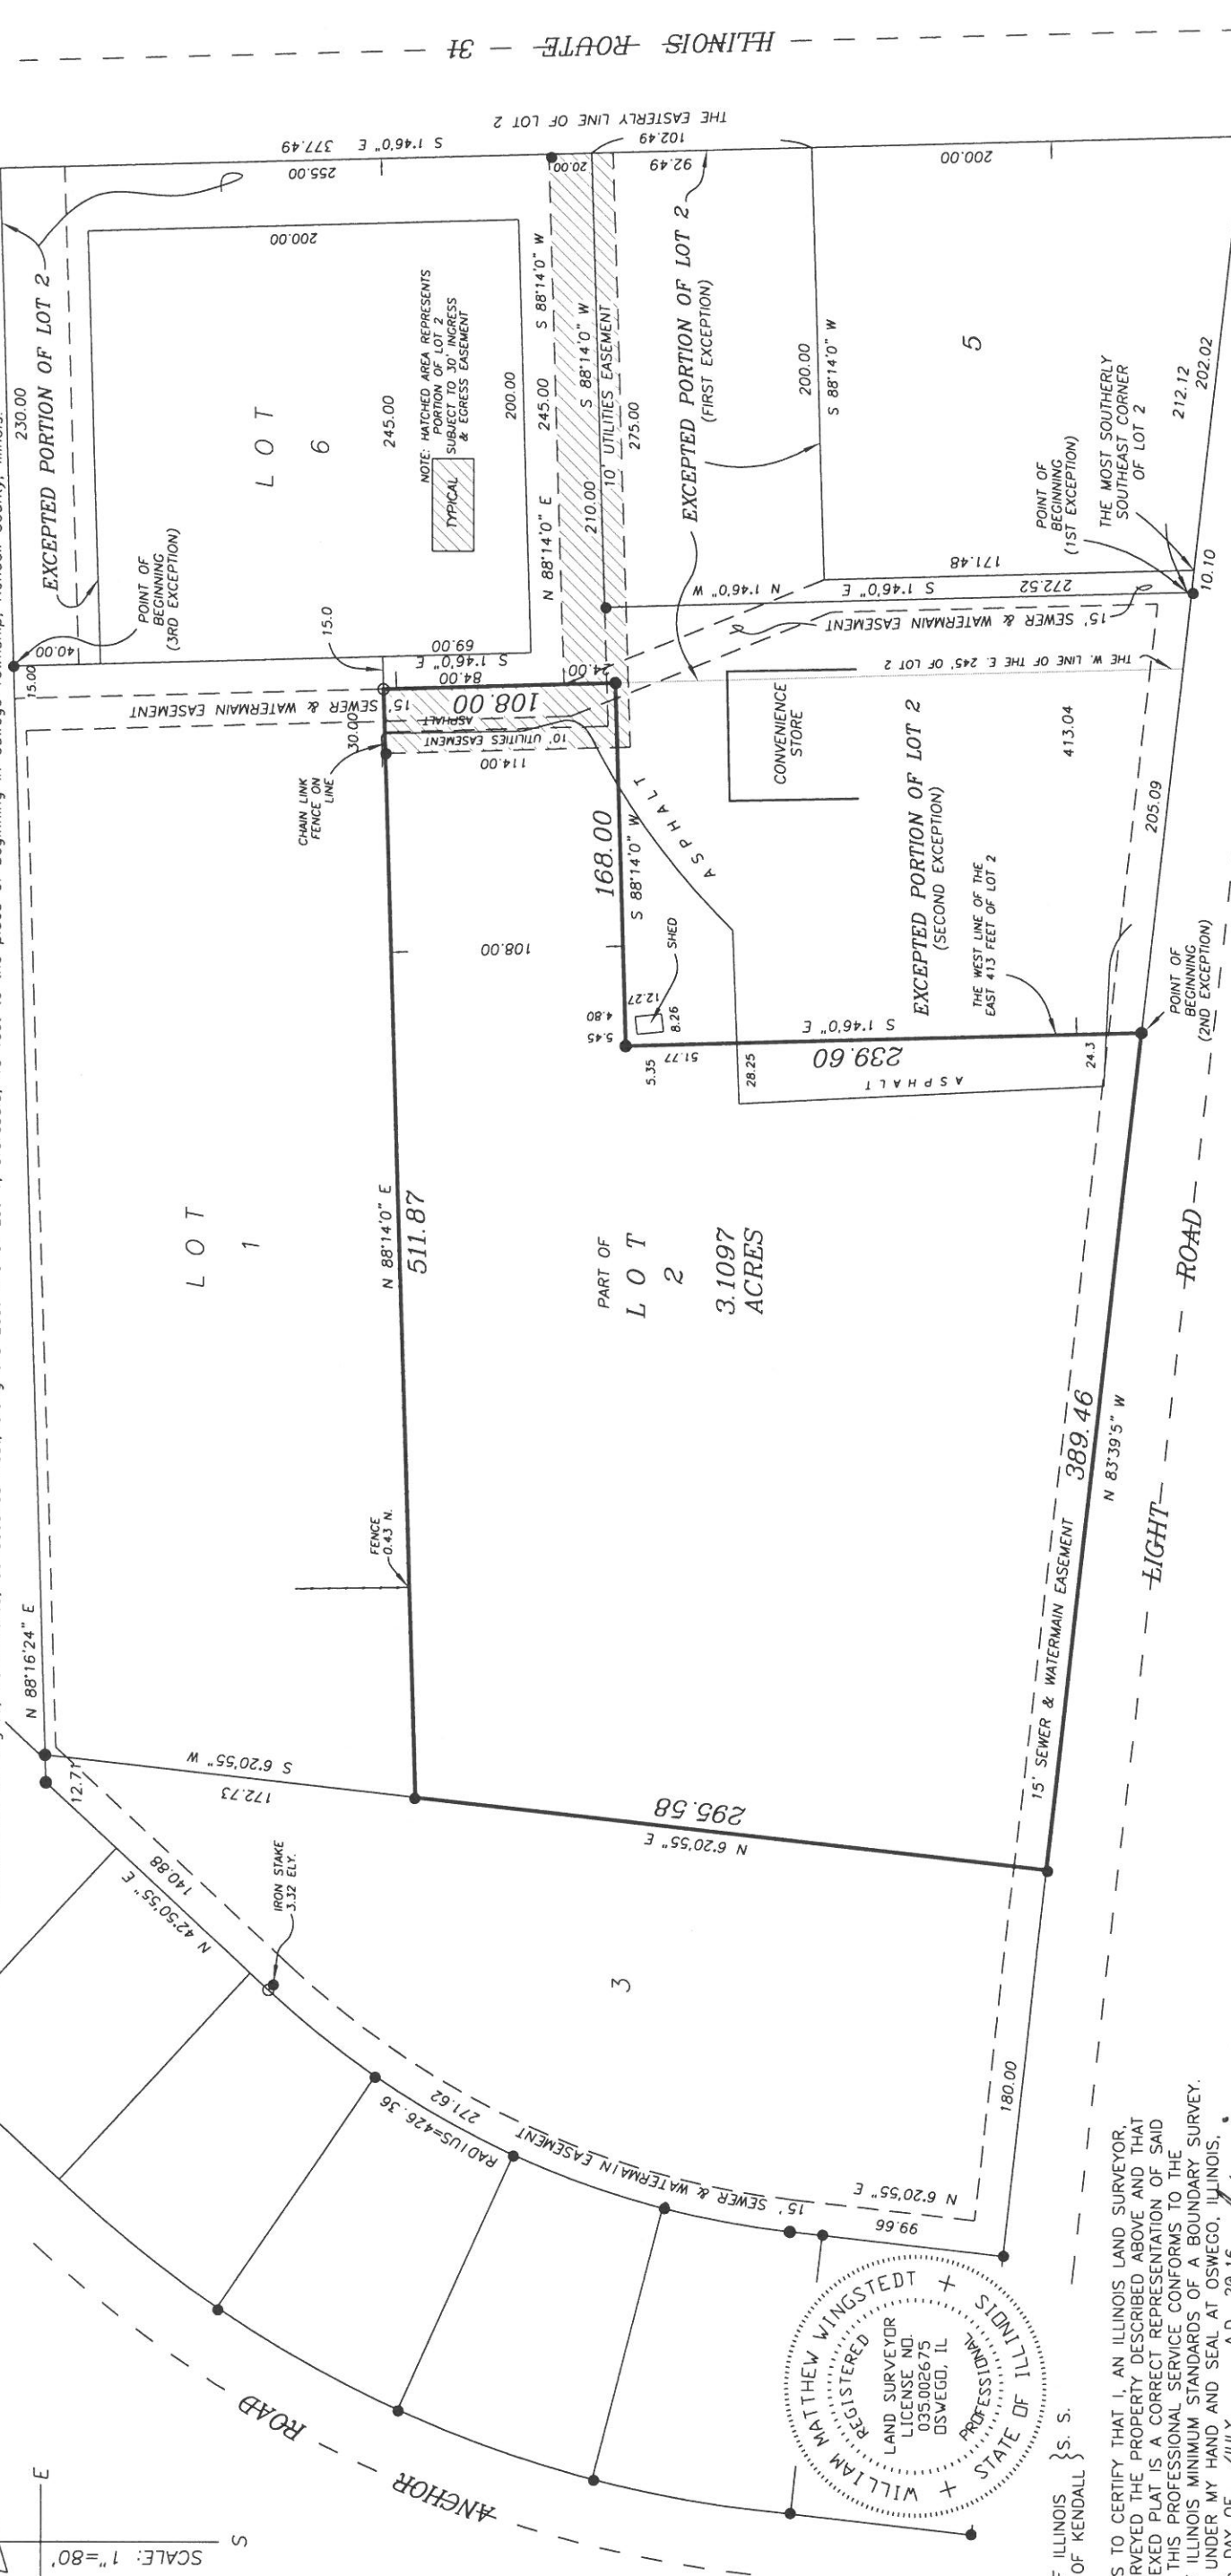 ILLINOIS ROUTE 31
THE EASTERLY LINE OF LOT 2
S 1°46'0" E 377.49
102.49
255.00
20.00
92.49
200.00
230.00
EXCEPTED PORTION OF LOT 2
200.00
LOT
6
245.00
200.00
NOTE: HATCHED AREA REPRESENTS
PORTION OF LOT 2
SUBJECT TO 30' INGRESS
& EGRESS EASEMENT
TYPICAL
N 88°14'0" E 245.00 S 88°14'0" W
210.00 S 88°14'0" W
10' UTILITIES EASEMENT
275.00
EXCEPTED PORTION OF LOT 2
(FIRST EXCEPTION)
200.00
S 88°14'0" W
5
POINT OF
BEGINNING
(1ST EXCEPTION)
THE MOST SOUTHERLY
SOUTHEAST CORNER
OF LOT 2
212.12
202.02
10.10
171.48
N 1°46'0" W S 1°46'0" E 272.52
15' SEWER & WATERMAIN EASEMENT
THE W. LINE OF THE E. 245' OF LOT 2
POINT OF
BEGINNING
(3RD EXCEPTION)
40.00
15.00
15.0
69.00
S 1°46'0" E
84.00
24.00
108.00
15' SEWER & WATERMAIN EASEMENT
ASPHALT
10' UTILITIES EASEMENT
30.00
114.00
CHAIN LINK
FENCE ON
LINE
CONVENIENCE
STORE
413.04
205.09
EXCEPTED PORTION OF LOT 2
(SECOND EXCEPTION)
THE WEST LINE OF THE
EAST 413 FEET OF LOT 2
ASPHALT
168.00
S 88°14'0" W
108.00
SHED
12.27
4.80
8.26
5.45
5.35
51.77
28.25
S 1°46'0" E
239.60
24.3
ASPHALT
POINT OF
BEGINNING
(2ND EXCEPTION)
LOT
1
N 88°14'0" E
511.87
PART OF
LOT
2
3.1097
ACRES
FENCE
0.43 N.
389.46
N 83°39'5" W
15' SEWER & WATERMAIN EASEMENT
LIGHT ROAD
N 88°16'24" E
12.71
S 6°20'55" W
172.73
295.58
N 6°20'55" E
140.88
N 42°50'55" E
IRON STAKE
3.32 ELY.
3
180.00
271.62
RADIUS=426.36
15' SEWER & WATERMAIN EASEMENT
N 6°20'55" E
99.66
ANCHOR ROAD
WILLIAM MATTHEW WINGSTEDT
REGISTERED
LAND SURVEYOR
LICENSE NO.
035.002675
OSWEGO, IL
PROFESSIONAL
STATE OF ILLINOIS
E
S
SCALE: 1"=80'
ILLINOIS
OF KENDALL } S. S.
TO CERTIFY THAT I, AN ILLINOIS LAND SURVEYOR,
THE PROPERTY DESCRIBED ABOVE AND THAT
PLAT IS A CORRECT REPRESENTATION OF SAID
THIS PROFESSIONAL SERVICE CONFORMS TO THE
ILLINOIS MINIMUM STANDARDS OF A BOUNDARY SURVEY.
UNDER MY HAND AND SEAL AT OSWEGO, ILLINOIS,